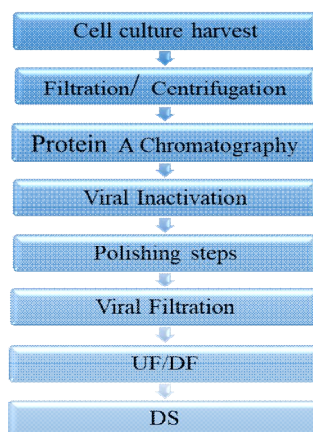 Cell culture harvest
Filtration/ Centrifugation
Protein A Chromatography
Viral Inactivation
Polishing steps
Viral Filtration
UF/DF
DS